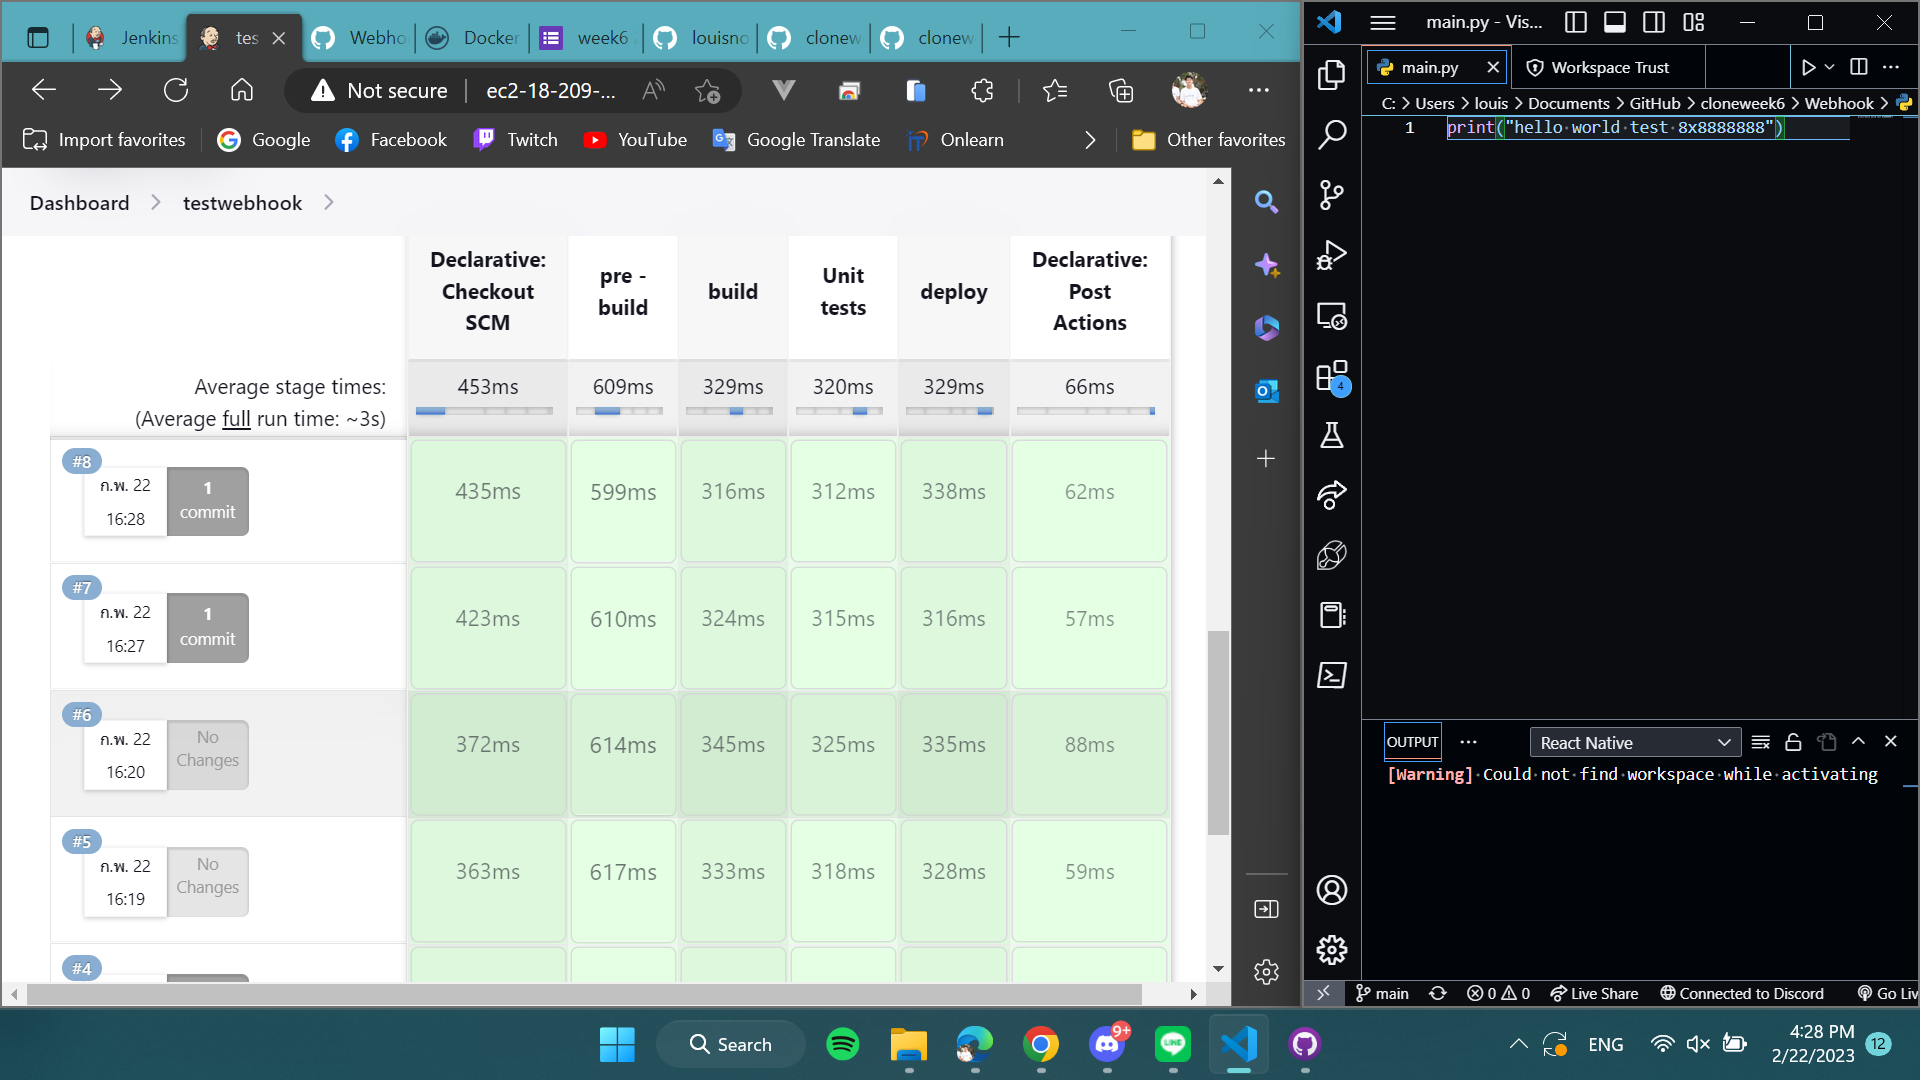 Jenkins
tes
Webho
Docker
week6
louisno
clonew
clonew
Not secure
ec2-18-209-...
Import favorites
Google
Facebook
Twitch
YouTube
Google Translate
Onlearn
Other favorites
Dashboard
testwebhook
Declarative:
Checkout
SCM
pre -
build
build
Unit
tests
deploy
Declarative:
Post
Actions
Average stage times:
(Average full run time: ~3s)
453ms
609ms
329ms
320ms
329ms
66ms
#8
ก.พ. 22
16:28
1
commit
435ms
599ms
316ms
312ms
338ms
62ms
#7
ก.พ. 22
16:27
1
commit
423ms
610ms
324ms
315ms
316ms
57ms
#6
ก.พ. 22
16:20
No
Changes
372ms
614ms
345ms
325ms
335ms
88ms
#5
ก.พ. 22
16:19
No
Changes
363ms
617ms
333ms
318ms
328ms
59ms
#4
main.py - Vis...
main.py
Workspace Trust
C: > Users > louis > Documents > GitHub > cloneweek6 > Webhook >
1
print("hello world test 8x8888888")
4
OUTPUT
React Native
[Warning] Could not find workspace while activating
main
0
0
Live Share
Connected to Discord
Go Liv
Search
9+
LINE
ENG
4:28 PM
2/22/2023
12